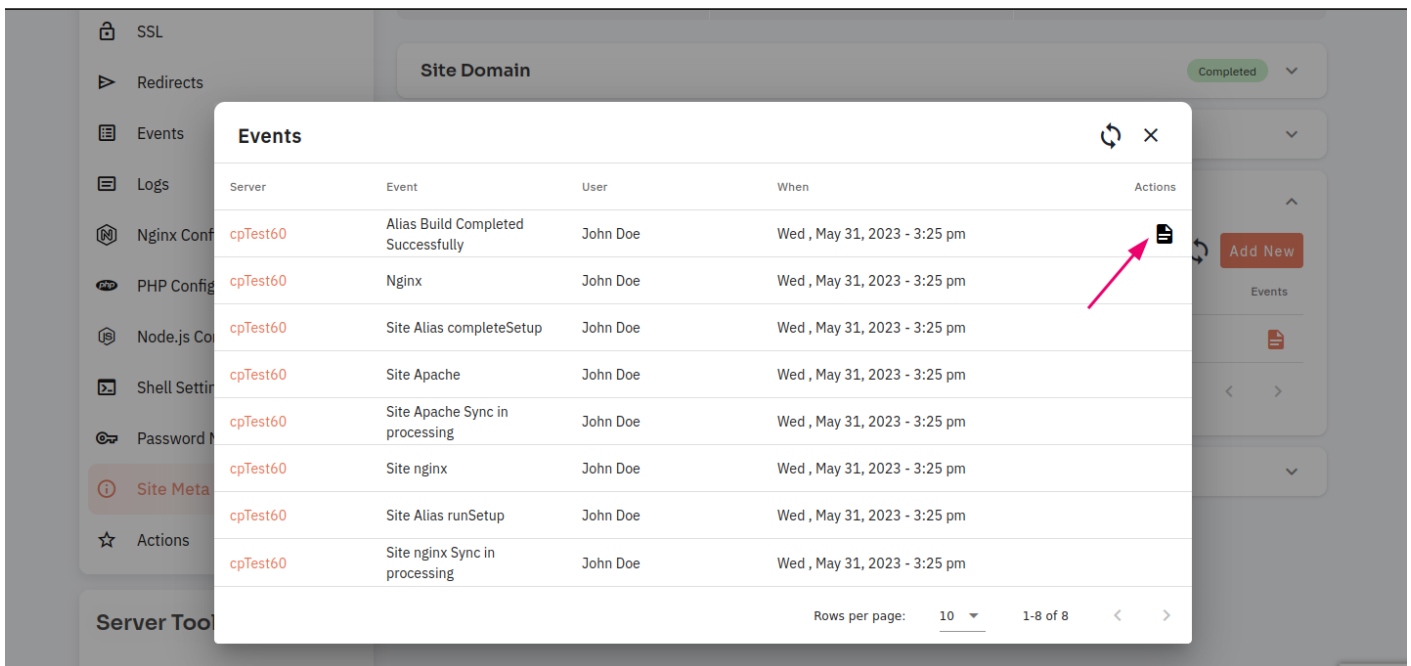 SSL
Redirects
Events
Logs
Nginx Conf
PHP Config
Node.js Co
Shell Settin
Password
Site Meta
Actions
Server Tool
Site Domain
Completed
Add New
Events
Events
Server Event User When Actions
cpTest60 Alias Build Completed Successfully John Doe Wed , May 31, 2023 - 3:25 pm
cpTest60 Nginx John Doe Wed , May 31, 2023 - 3:25 pm
cpTest60 Site Alias completeSetup John Doe Wed , May 31, 2023 - 3:25 pm
cpTest60 Site Apache John Doe Wed , May 31, 2023 - 3:25 pm
cpTest60 Site Apache Sync in processing John Doe Wed , May 31, 2023 - 3:25 pm
cpTest60 Site nginx John Doe Wed , May 31, 2023 - 3:25 pm
cpTest60 Site Alias runSetup John Doe Wed , May 31, 2023 - 3:25 pm
cpTest60 Site nginx Sync in processing John Doe Wed , May 31, 2023 - 3:25 pm
Rows per page: 10 1-8 of 8